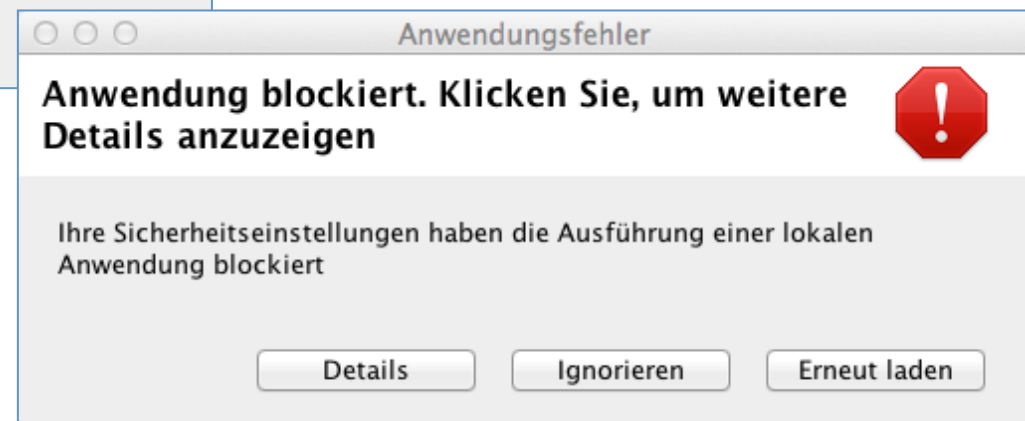 Anwendungsfehler
Anwendung blockiert. Klicken Sie, um weitere
Details anzuzeigen
Ihre Sicherheitseinstellungen haben die Ausführung einer lokalen
Anwendung blockiert
Details
Ignorieren
Erneut laden